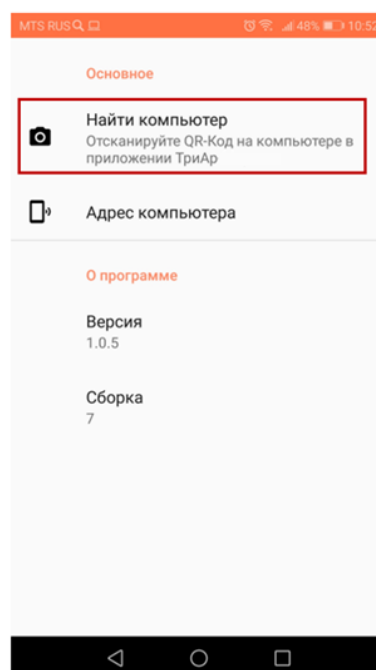 MTS RUS 48% 10:52
Основное
Найти компьютер
Отсканируйте QR-Код на компьютере в
приложении ТриАр
Адрес компьютера
О программе
Версия
1.0.5
Сборка
7